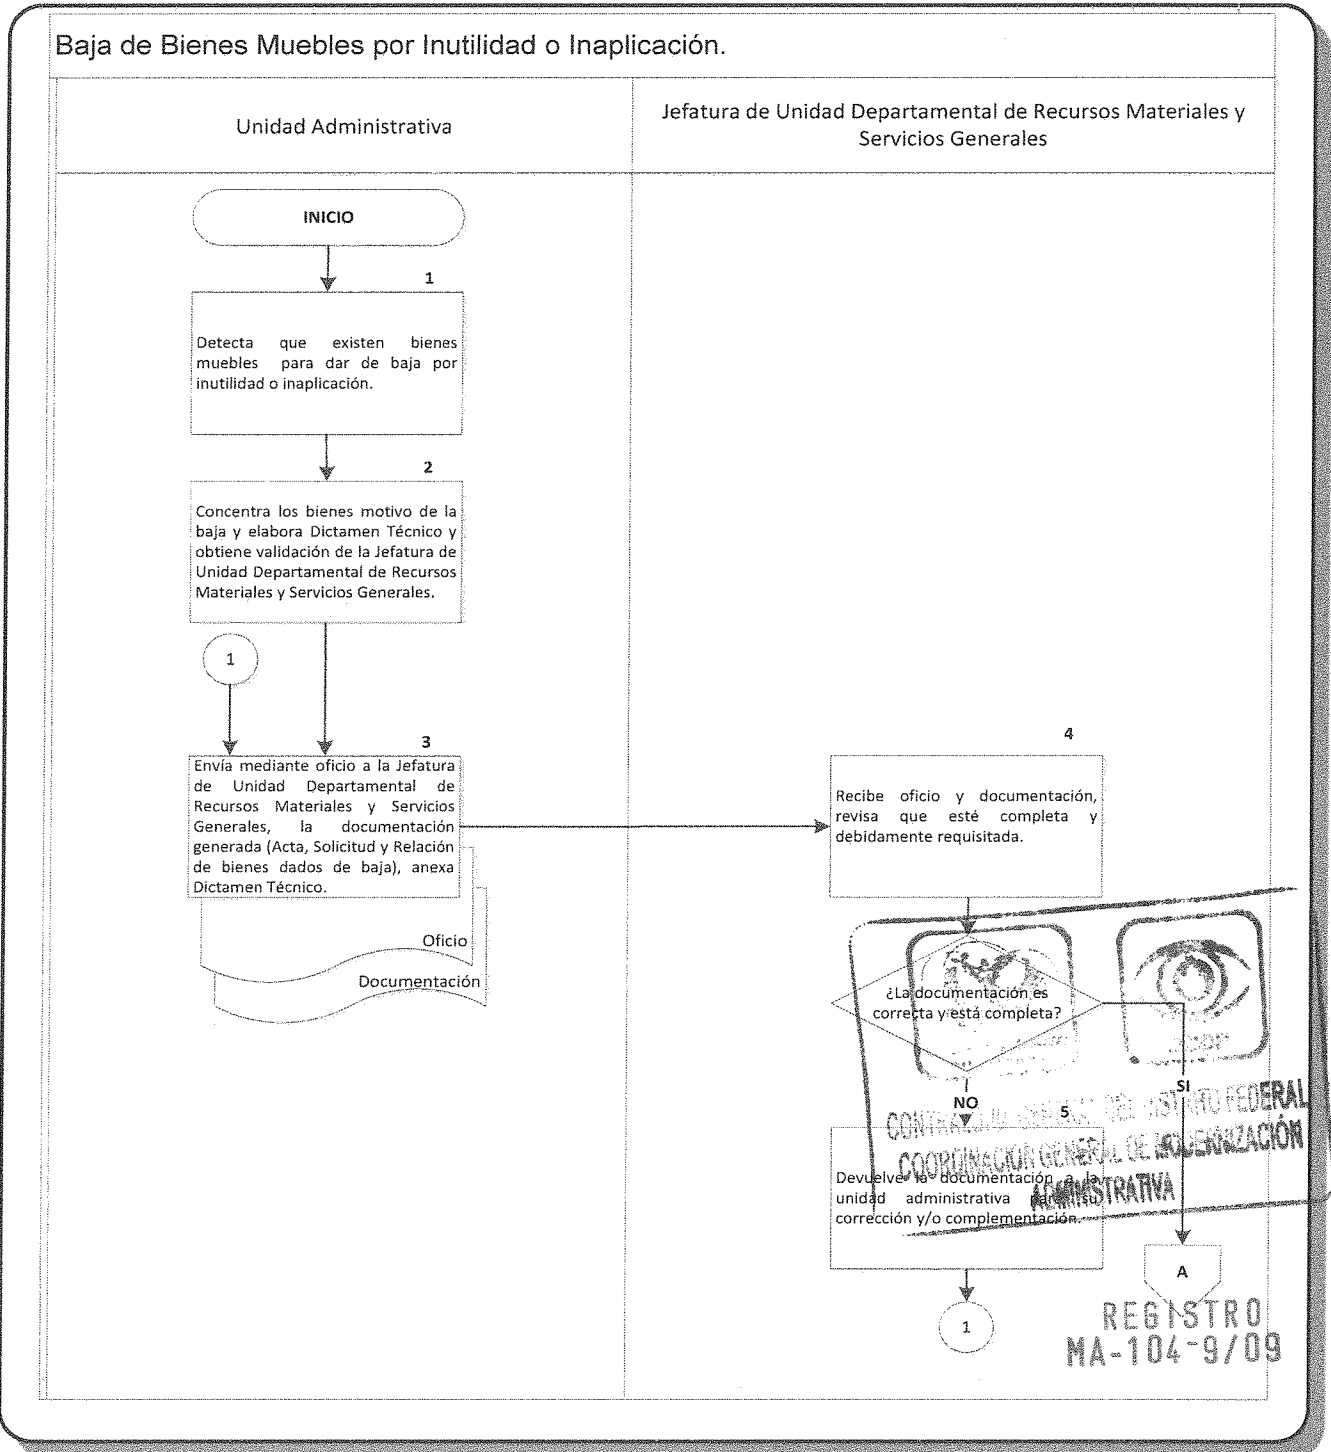 Baja de Bienes Muebles por Inutilidad o Inaplicación.
Unidad Administrativa
Jefatura de Unidad Departamental de Recursos Materiales y
Servicios Generales
INICIO
1
Detecta que existen bienes
muebles para dar de baja por
inutilidad o inaplicación.
2
Concentra los bienes motivo de la
baja y elabora Dictamen Técnico y
obtiene validación de la Jefatura de
Unidad Departamental de Recursos
Materiales y Servicios Generales.
1
3
Envía mediante oficio a la Jefatura
de Unidad Departamental de
Recursos Materiales y Servicios
Generales, la documentación
generada (Acta, Solicitud y Relación
de bienes dados de baja), anexa
Dictamen Técnico.
Oficio
Documentación
4
Recibe oficio y documentación,
revisa que esté completa y
debidamente requisitada.
¿La documentación es
correcta y está completa?
SI
NO
5
CONTRALORIA GENERAL DEL DISTRITO FEDERAL
COORDINACIÓN GENERAL DE MODERNIZACIÓN
ADMINISTRATIVA
Devuelve la documentación a la
unidad administrativa para su
corrección y/o complementación.
A
1
REGISTRO
MA-104-9/09